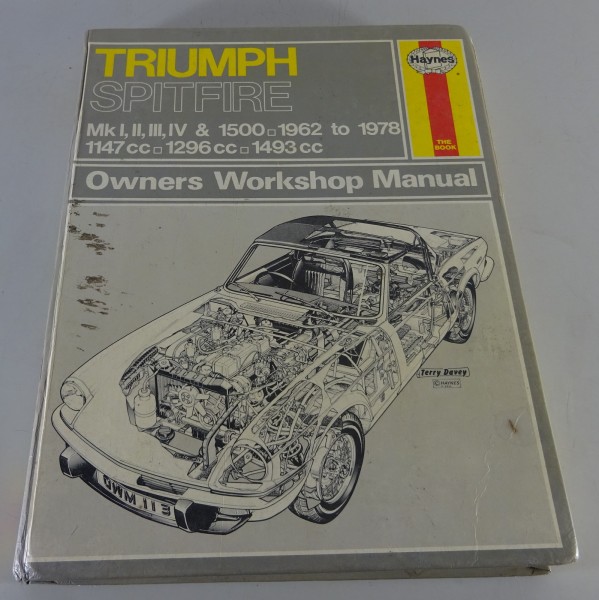 TRIUMPH
SPITFIRE
Mk I, II, III, IV & 1500 □ 1962 to 1978
1147 cc □ 1296 cc □ 1493 cc
Haynes
THE
BOOK
Owners Workshop Manual
Terry Davey
© HAYNES
GWM 113